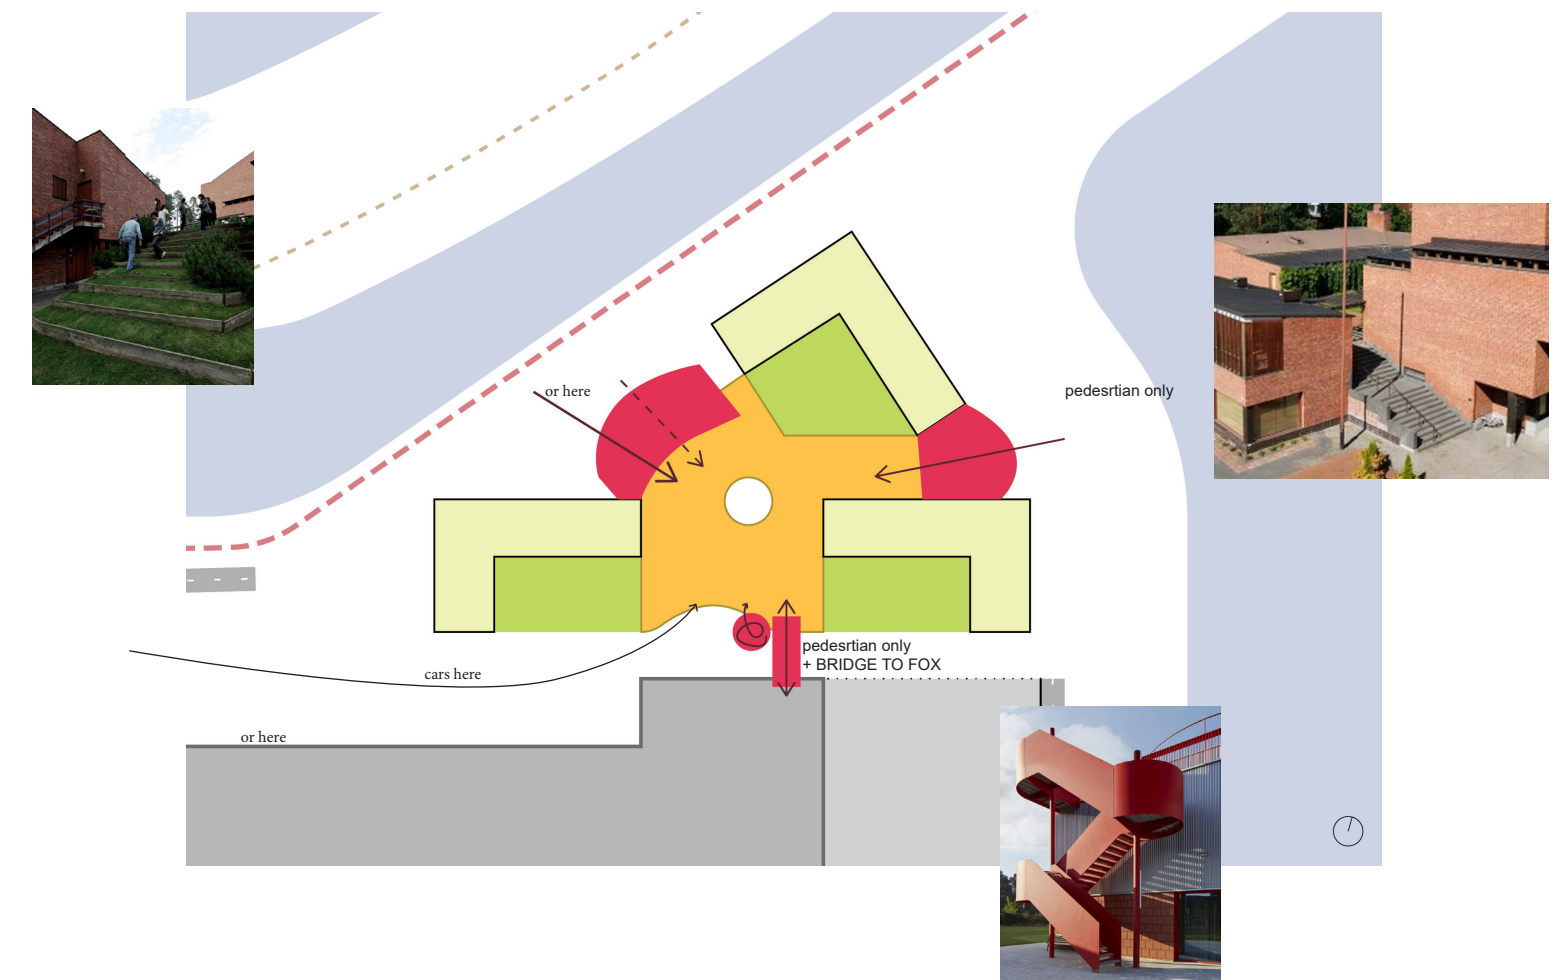 or here
pedesrtian only
pedesrtian only
+ BRIDGE TO FOX
cars here
or here